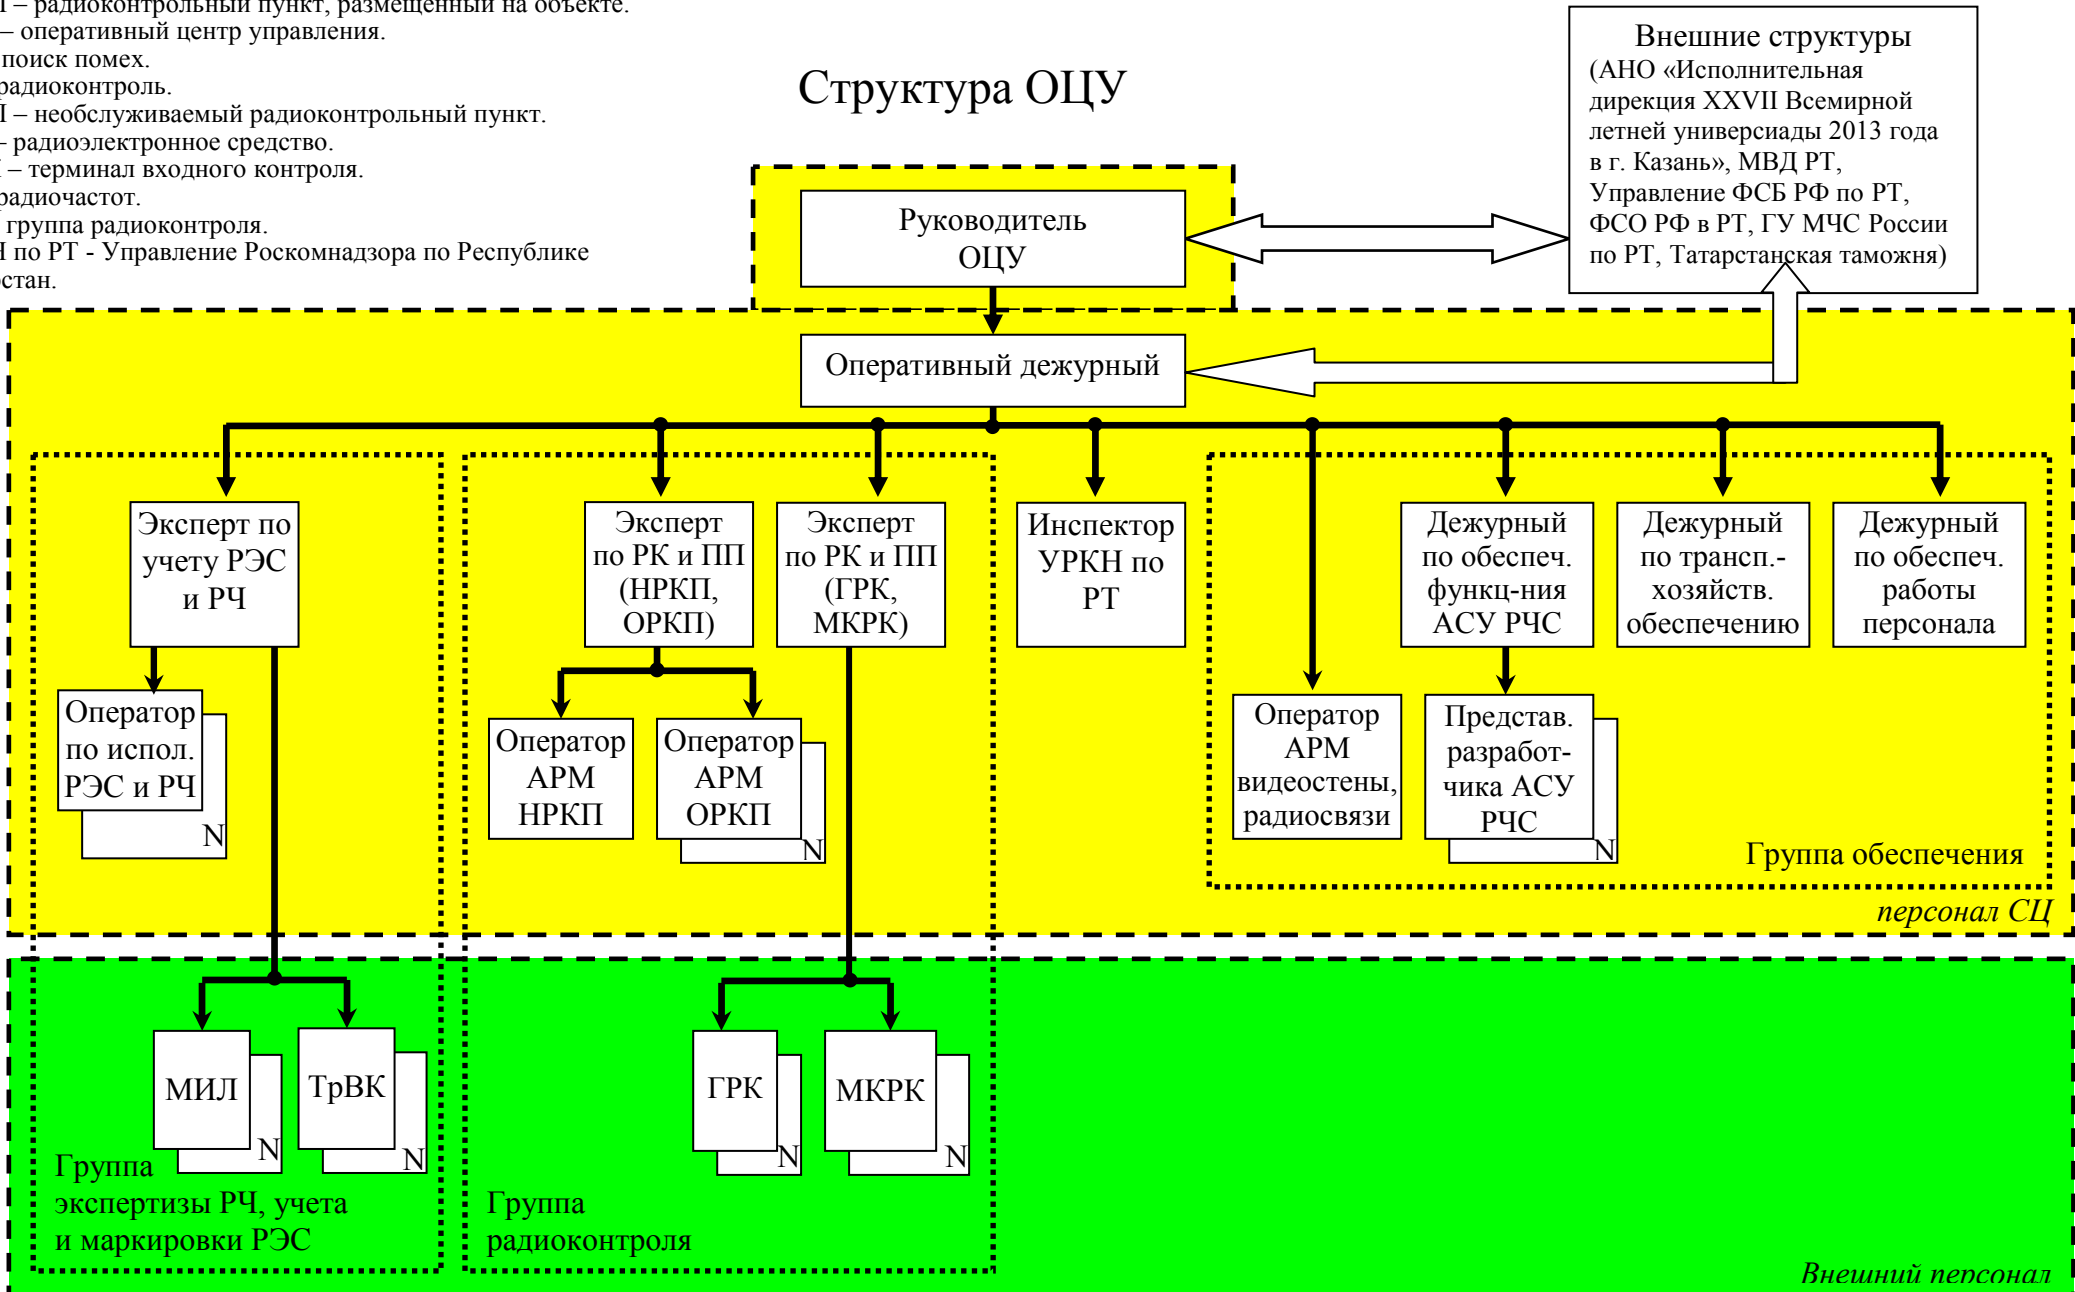 – радиоконтрольный пункт, размещенный на объекте.
– оперативный центр управления.
поиск помех.
радиоконтроль.
– необслуживаемый радиоконтрольный пункт.
– радиоэлектронное средство.
– терминал входного контроля.
радиочастот.
группа радиоконтроля.
по РТ - Управление Роскомнадзора по Республике
Структура ОЦУ
Внешние структуры
(АНО «Исполнительная
дирекция XXVII Всемирной
летней универсиады 2013 года
в г. Казань», МВД РТ,
Управление ФСБ РФ по РТ,
ФСО РФ в РТ, ГУ МЧС России
по РТ, Татарстанская таможня)
Руководитель
ОЦУ
Оперативный дежурный
Эксперт по
учету РЭС
и РЧ
Эксперт
по РК и ПП
(НРКП,
ОРКП)
Эксперт
по РК и ПП
(ГРК,
МКРК)
Инспектор
УРКН по
РТ
Дежурный
по обеспеч.
функц-ния
АСУ РЧС
Дежурный
по трансп.-
хозяйств.
обеспечению
Дежурный
по обеспеч.
работы
персонала
Оператор
по испол.
РЭС и РЧ
N
Оператор
АРМ
НРКП
Оператор
АРМ
ОРКП
N
Оператор
АРМ
видеостены,
радиосвязи
Представ.
разработ-
чика АСУ
РЧС
N
Группа обеспечения
персонал СЦ
МИЛ
N
ТрВК
N
ГРК
N
МКРК
N
Группа
экспертизы РЧ, учета
и маркировки РЭС
Группа
радиоконтроля
Внешний персонал